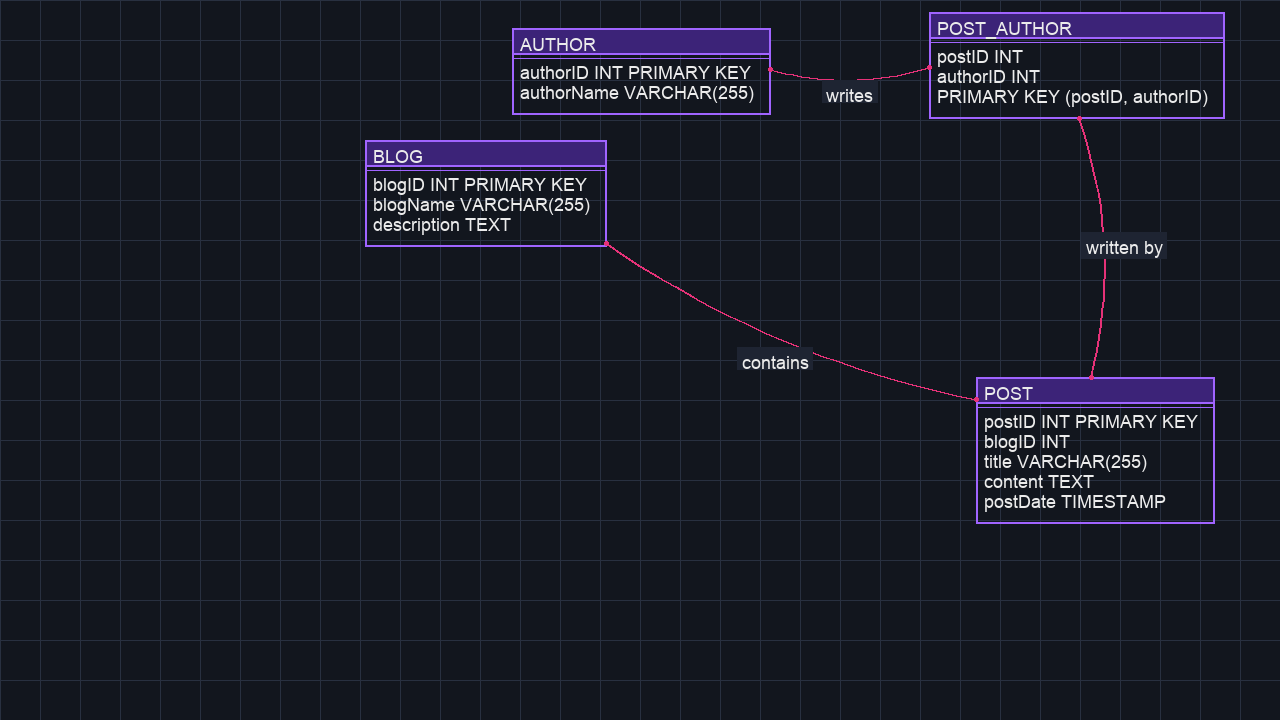 AUTHOR
authorID INT PRIMARY KEY
authorName VARCHAR(255)
writes
POST_AUTHOR
postID INT
authorID INT
PRIMARY KEY (postID, authorID)
BLOG
blogID INT PRIMARY KEY
blogName VARCHAR(255)
description TEXT
written by
contains
POST
postID INT PRIMARY KEY
blogID INT
title VARCHAR(255)
content TEXT
postDate TIMESTAMP